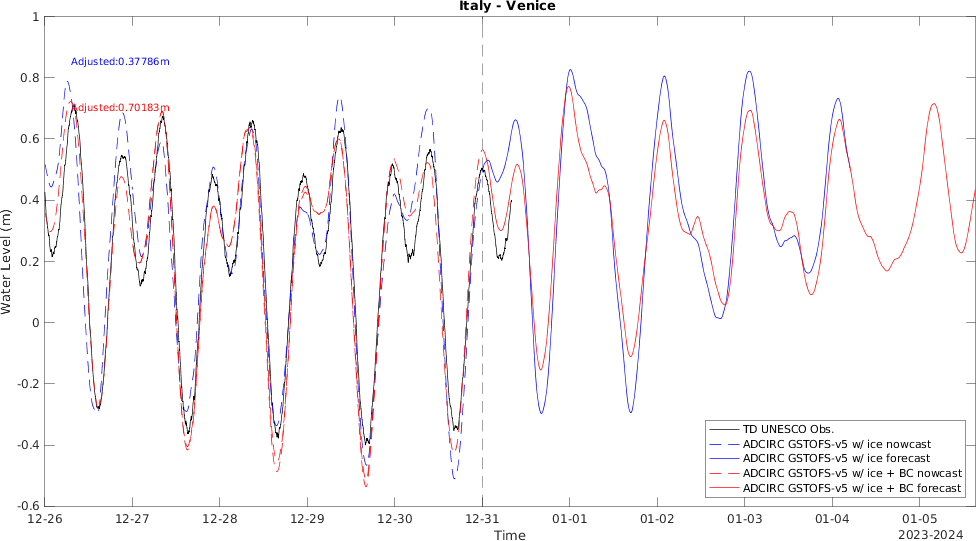 Italy - Venice
Adjusted:0.37786m
Adjusted:0.70183m
Water Level (m)
1
0.8
0.6
0.4
0.2
0
-0.2
-0.4
-0.6
12-26
12-27
12-28
12-29
12-30
12-31
01-01
01-02
01-03
01-04
01-05
Time
2023-2024
TD UNESCO Obs.
ADCIRC GSTOFS-v5 w/ ice nowcast
ADCIRC GSTOFS-v5 w/ ice forecast
ADCIRC GSTOFS-v5 w/ ice + BC nowcast
ADCIRC GSTOFS-v5 w/ ice + BC forecast